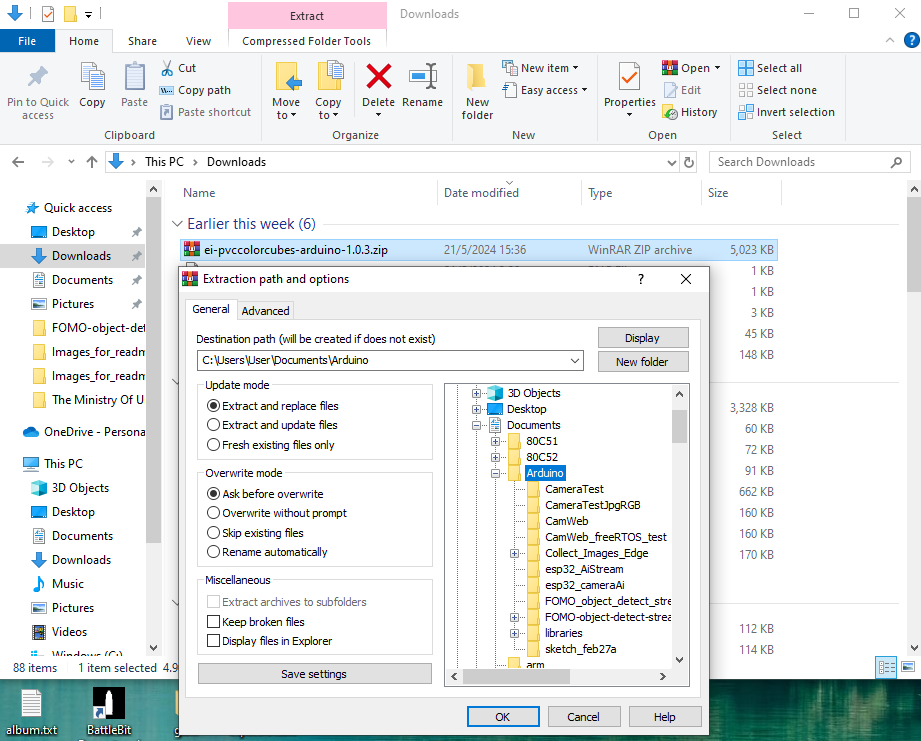 Extract
Downloads
File
Home
Share
View
Compressed Folder Tools
Pin to Quick access
Copy
Paste
Cut
Copy path
Paste shortcut
Clipboard
Move to
Copy to
Delete
Rename
Organize
New folder
New item
Easy access
New
Properties
Open
Edit
History
Open
Select all
Select none
Invert selection
Select
This PC
Downloads
Search Downloads
Name
Date modified
Type
Size
Quick access
Desktop
Downloads
Documents
Pictures
FOMO-object-det
Images_for_readm
Images_for_readm
The Ministry Of U
OneDrive - Persona
This PC
3D Objects
Desktop
Documents
Downloads
Music
Pictures
Videos
Windows (C:)
Earlier this week (6)
ei-pvccolorcubes-arduino-1.0.3.zip
21/5/2024 15:36
WinRAR ZIP archive
5,023 KB
1 KB
1 KB
3 KB
45 KB
148 KB
3,328 KB
60 KB
72 KB
91 KB
662 KB
160 KB
160 KB
170 KB
112 KB
114 KB
Extraction path and options
?
General
Advanced
Destination path (will be created if does not exist)
C:\Users\User\Documents\Arduino
Display
New folder
Update mode
Extract and replace files
Extract and update files
Fresh existing files only
Overwrite mode
Ask before overwrite
Overwrite without prompt
Skip existing files
Rename automatically
Miscellaneous
Extract archives to subfolders
Keep broken files
Display files in Explorer
Save settings
3D Objects
Desktop
Documents
80C51
80C52
Arduino
CameraTest
CameraTestJpgRGB
CamWeb
CamWeb_freeRTOS_test
Collect_Images_Edge
esp32_AiStream
esp32_cameraAi
FOMO_object_detect_stre
FOMO-object-detect-strea
libraries
sketch_feb27a
arm
OK
Cancel
Help
88 items
1 item selected
4.9
album.txt
BattleBit